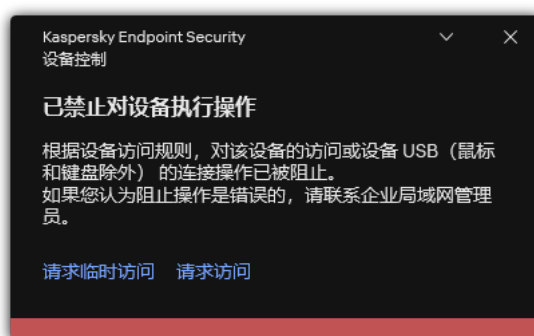 Kaspersky Endpoint Security
设备控制
已禁止对设备执行操作
根据设备访问规则，对该设备的访问或设备 USB（鼠标
和键盘除外） 的连接操作已被阻止。
如果您认为阻止操作是错误的，请联系企业局域网管理
员。
请求临时访问 请求访问